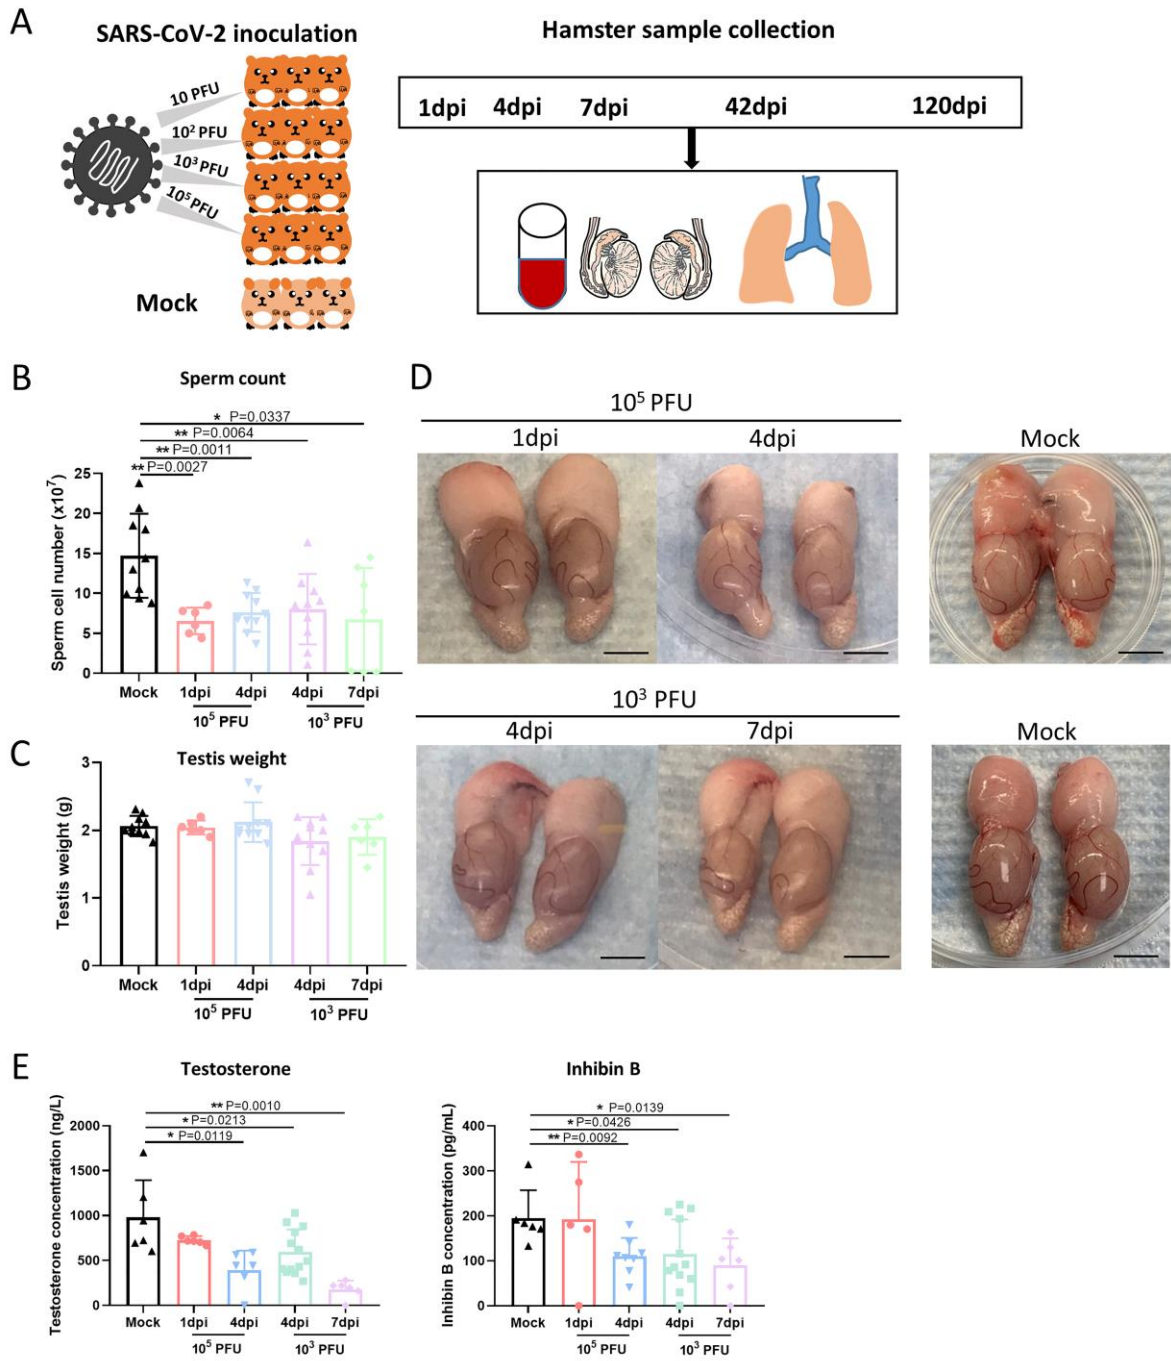 A
SARS-CoV-2 inoculation
10 PFU
10² PFU
10³ PFU
10⁵ PFU
Mock
Hamster sample collection
1dpi 4dpi 7dpi 42dpi 120dpi
B
Sperm count
* P=0.0337
** P=0.0064
** P=0.0011
** P=0.0027
Sperm cell number (x10⁷)
25
20
15
10
5
0
Mock 1dpi 4dpi 4dpi 7dpi
10⁵ PFU 10³ PFU
C
Testis weight
Testis weight (g)
3
2
1
0
Mock 1dpi 4dpi 4dpi 7dpi
10⁵ PFU 10³ PFU
D
10⁵ PFU
1dpi 4dpi Mock
10³ PFU
4dpi 7dpi Mock
E
Testosterone
** P=0.0010
* P=0.0213
* P=0.0119
Testosterone concentration (ng/L)
2000
1500
1000
500
0
Mock 1dpi 4dpi 4dpi 7dpi
10⁵ PFU 10³ PFU
Inhibin B
* P=0.0139
* P=0.0426
** P=0.0092
Inhibin B concentration (pg/mL)
400
300
200
100
0
Mock 1dpi 4dpi 4dpi 7dpi
10⁵ PFU 10³ PFU